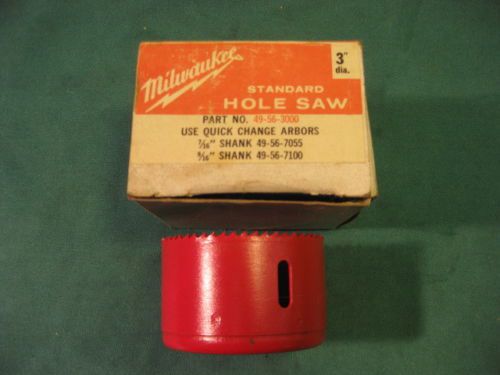 Milwaukee
3"
dia.
STANDARD
HOLE SAW
PART NO. 49-56-3000
USE QUICK CHANGE ARBORS
7/16" SHANK 49-56-7055
5/16" SHANK 49-56-7100